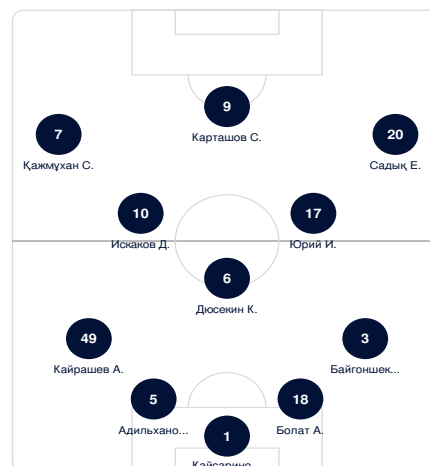 9
Карташов С.
7
Қажмұхан С.
20
Садық Е.
10
Искаков Д.
17
Юрий И.
6
Дюсекин К.
49
Кайрашев А.
3
Байгоншек...
5
Адильхано...
18
Болат А.
1
Кайсарино...